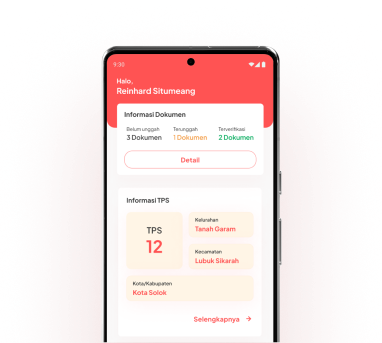 9:30
Halo,
Reinhard Situmeang
Informasi Dokumen
Belum unggah Terunggah Terverifikasi
3 Dokumen 1 Dokumen 2 Dokumen
Detail
Informasi TPS
TPS
12
Kelurahan
Tanah Garam
Kecamatan
Lubuk Sikarah
Kota/Kabupaten
Kota Solok
Selengkapnya →